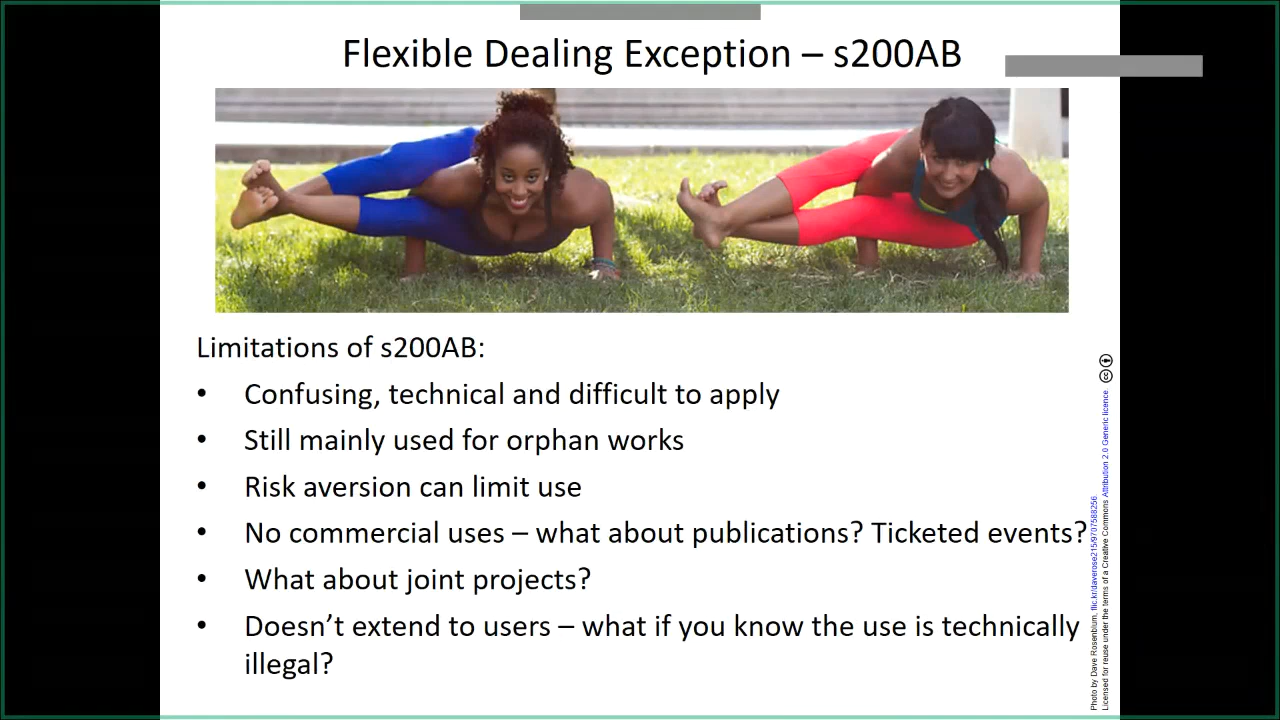 Flexible Dealing Exception – s200AB
Limitations of s200AB:
• Confusing, technical and difficult to apply
• Still mainly used for orphan works
• Risk aversion can limit use
• No commercial uses – what about publications? Ticketed events?
• What about joint projects?
• Doesn’t extend to users – what if you know the use is technically
illegal?
Photo by Dave Rosenblum, flic.kr/daverose215/9707588256.
Licensed for reuse under the terms of a Creative Commons Attribution 2.0 Generic licence